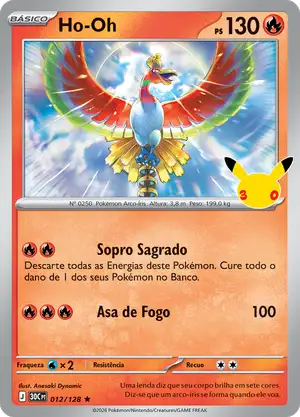 BÁSICO
Ho-Oh
PS 130
30
Nº 0250 Pokémon Arco-Íris Altura: 3,8 m Peso: 199,0 kg
Sopro Sagrado
Descarte todas as Energias deste Pokémon. Cure todo o
dano de 1 dos seus Pokémon no Banco.
Asa de Fogo 100
Fraqueza ×2 Resistência Recuo
Ilust. Anesaki Dynamic
J 30C PT 012/128 ★
Uma lenda diz que seu corpo brilha em sete cores.
Diz-se que um arco-íris se forma quando ele voa.
©2026 Pokémon/Nintendo/Creatures/GAME FREAK